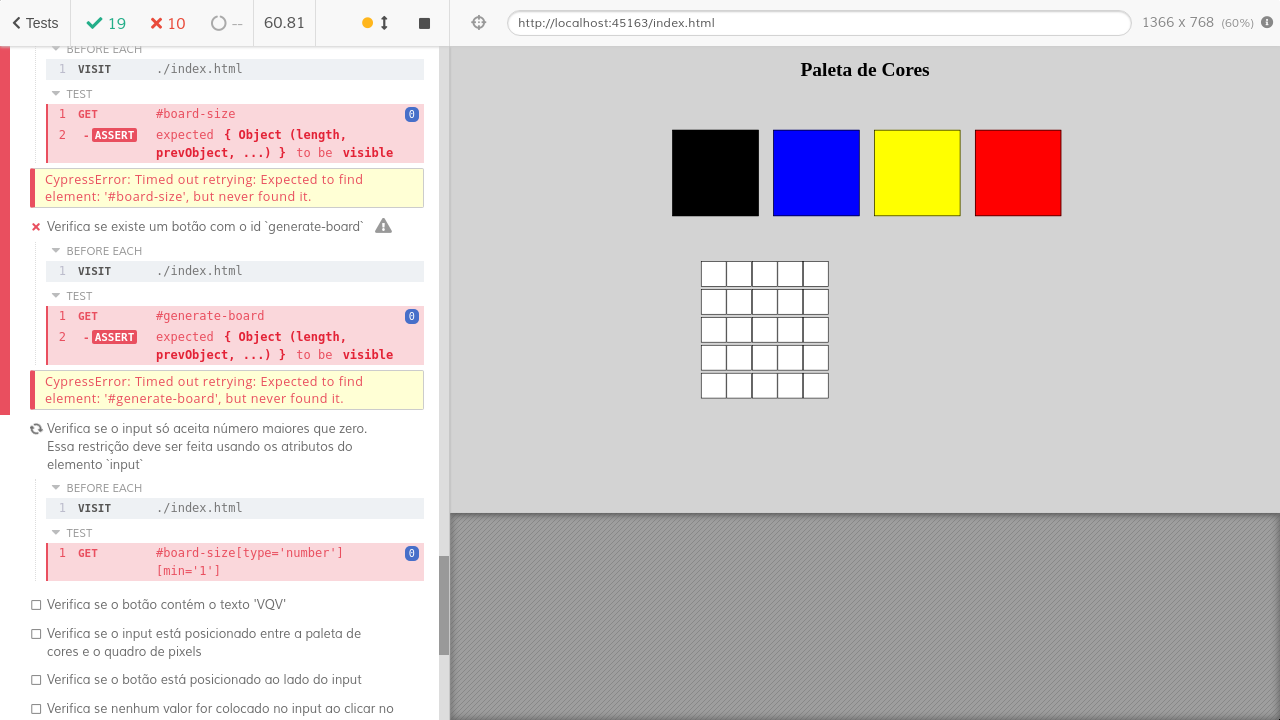 Tests
19
10
--
60.81
http://localhost:45163/index.html
1366 x 768 (60%)
BEFORE EACH
1 VISIT ./index.html
TEST
1 GET #board-size 0
2 -ASSERT expected { Object (length,
prevObject, ...) } to be visible
CypressError: Timed out retrying: Expected to find
element: '#board-size', but never found it.
Verifica se existe um botão com o id `generate-board`
BEFORE EACH
1 VISIT ./index.html
TEST
1 GET #generate-board 0
2 -ASSERT expected { Object (length,
prevObject, ...) } to be visible
CypressError: Timed out retrying: Expected to find
element: '#generate-board', but never found it.
Verifica se o input só aceita número maiores que zero.
Essa restrição deve ser feita usando os atributos do
elemento `input`
BEFORE EACH
1 VISIT ./index.html
TEST
1 GET #board-size[type='number'] 0
[min='1']
Verifica se o botão contém o texto 'VQV'
Verifica se o input está posicionado entre a paleta de
cores e o quadro de pixels
Verifica se o botão está posicionado ao lado do input
Verifica se nenhum valor for colocado no input ao clicar no
Paleta de Cores